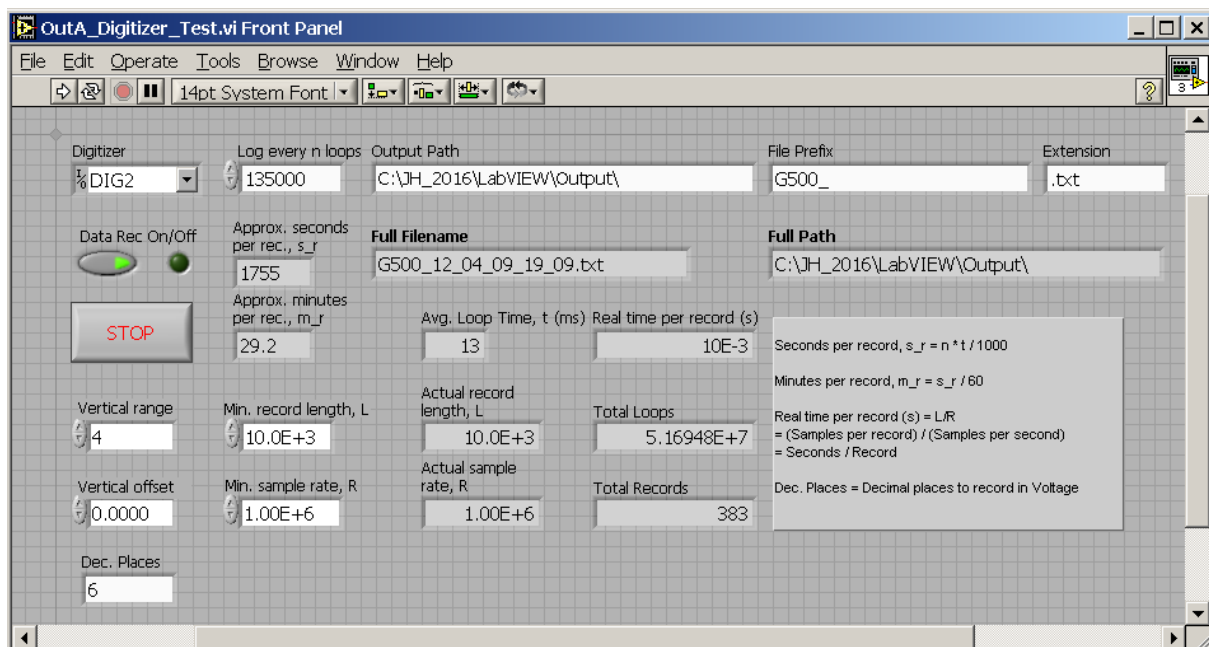 OutA_Digitizer_Test.vi Front Panel
File Edit Operate Tools Browse Window Help
14pt System Font
?
3
Digitizer
Log every n loops
Output Path
File Prefix
Extension
I/O DIG2
135000
C:\JH_2016\LabVIEW\Output\
G500_
.txt
Data Rec On/Off
Approx. seconds
per rec., s_r
1755
Full Filename
G500_12_04_09_19_09.txt
Full Path
C:\JH_2016\LabVIEW\Output\
STOP
Approx. minutes
per rec., m_r
29.2
Avg. Loop Time, t (ms)
13
Real time per record (s)
10E-3
Seconds per record, s_r = n * t / 1000
Minutes per record, m_r = s_r / 60
Real time per record (s) = L/R
= (Samples per record) / (Samples per second)
= Seconds / Record
Dec. Places = Decimal places to record in Voltage
Vertical range
4
Min. record length, L
10.0E+3
Actual record
length, L
10.0E+3
Total Loops
5.16948E+7
Vertical offset
0.0000
Min. sample rate, R
1.00E+6
Actual sample
rate, R
1.00E+6
Total Records
383
Dec. Places
6